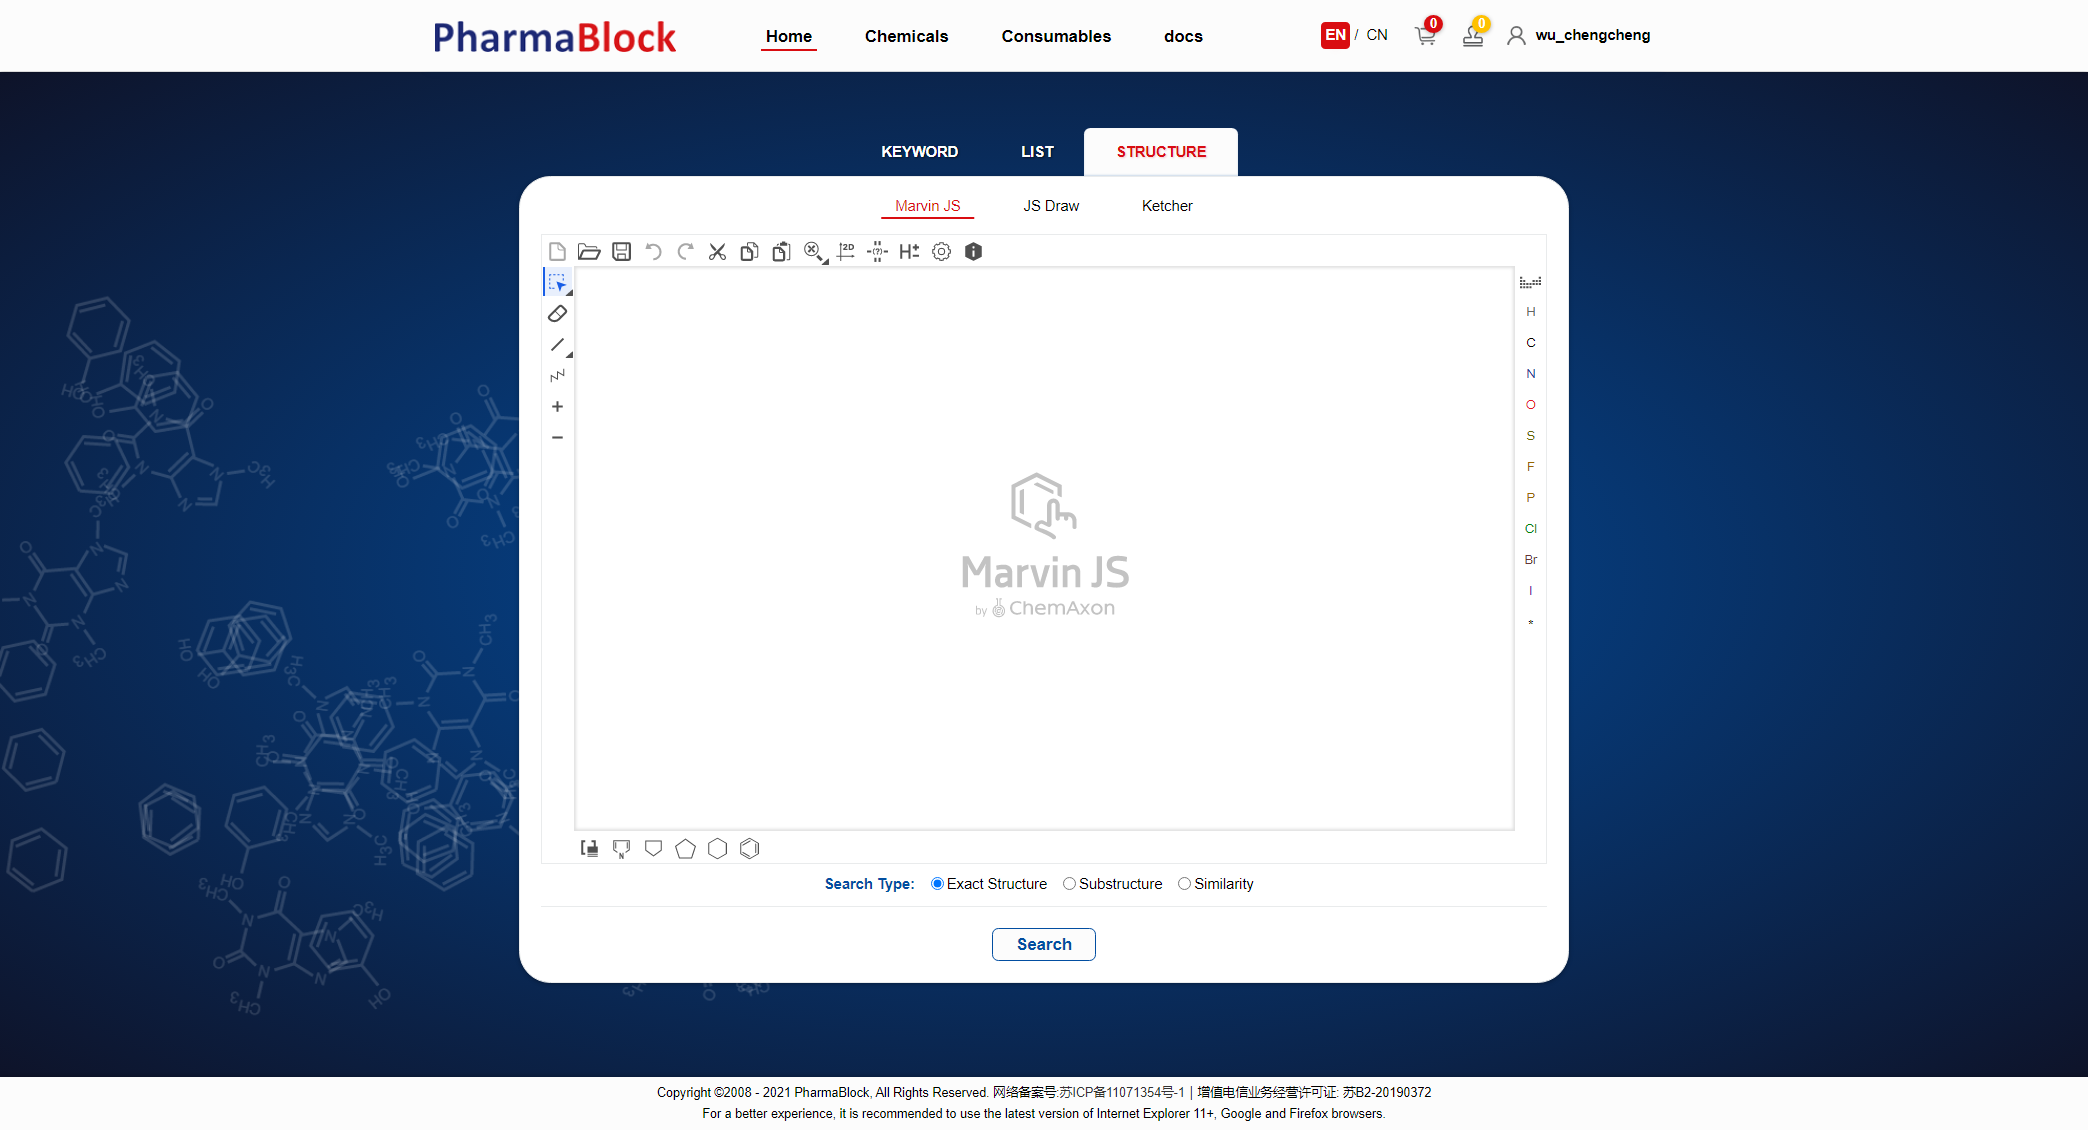 PharmaBlock
Home Chemicals Consumables docs
EN / CN 0 0 wu_chengcheng
KEYWORD LIST STRUCTURE
Marvin JS JS Draw Ketcher
2D (?) H±
H
C
N
O
S
F
P
Cl
Br
I
*
Marvin JS
by ChemAxon
N
Search Type: Exact Structure Substructure Similarity
Search
Copyright ©2008 - 2021 PharmaBlock, All Rights Reserved. 网络备案号:苏ICP备11071354号-1 | 增值电信业务经营许可证: 苏B2-20190372
For a better experience, it is recommended to use the latest version of Internet Explorer 11+, Google and Firefox browsers.